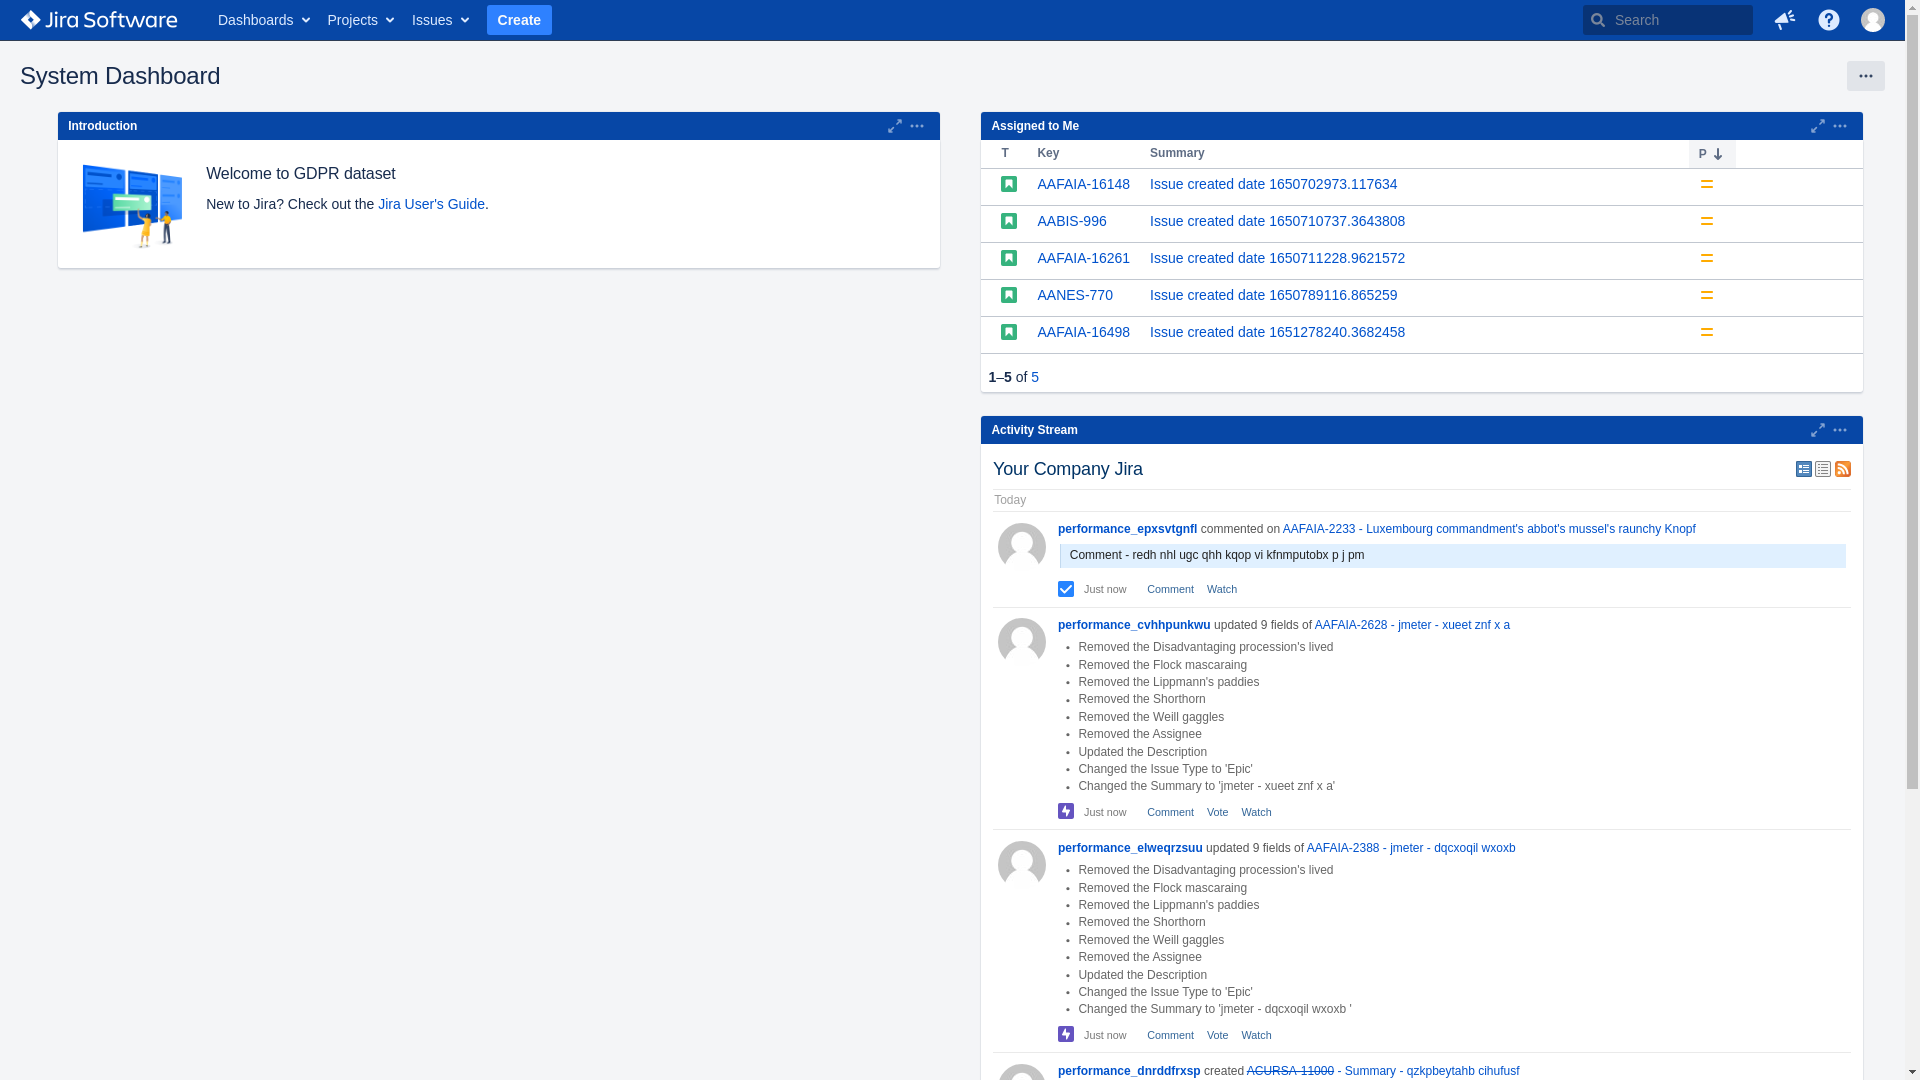 Jira Software Dashboards Projects Issues Create Search
System Dashboard
Introduction
Welcome to GDPR dataset
New to Jira? Check out the Jira User's Guide.
Assigned to Me
T Key Summary P
AAFAIA-16148 Issue created date 1650702973.117634
AABIS-996 Issue created date 1650710737.3643808
AAFAIA-16261 Issue created date 1650711228.9621572
AANES-770 Issue created date 1650789116.865259
AAFAIA-16498 Issue created date 1651278240.3682458
1–5 of 5
Activity Stream
Your Company Jira
Today
performance_epxsvtgnfl commented on AAFAIA-2233 - Luxembourg commandment's abbot's mussel's raunchy Knopf
Comment - redh nhl ugc qhh kqop vi kfnmputobx p j pm
Just now Comment Watch
performance_cvhhpunkwu updated 9 fields of AAFAIA-2628 - jmeter - xueet znf x a
Removed the Disadvantaging procession's lived
Removed the Flock mascaraing
Removed the Lippmann's paddies
Removed the Shorthorn
Removed the Weill gaggles
Removed the Assignee
Updated the Description
Changed the Issue Type to 'Epic'
Changed the Summary to 'jmeter - xueet znf x a'
Just now Comment Vote Watch
performance_elweqrzsuu updated 9 fields of AAFAIA-2388 - jmeter - dqcxoqil wxoxb
Removed the Disadvantaging procession's lived
Removed the Flock mascaraing
Removed the Lippmann's paddies
Removed the Shorthorn
Removed the Weill gaggles
Removed the Assignee
Updated the Description
Changed the Issue Type to 'Epic'
Changed the Summary to 'jmeter - dqcxoqil wxoxb '
Just now Comment Vote Watch
performance_dnrddfrxsp created ACURSA-11000 - Summary - qzkpbeytahb cihufusf